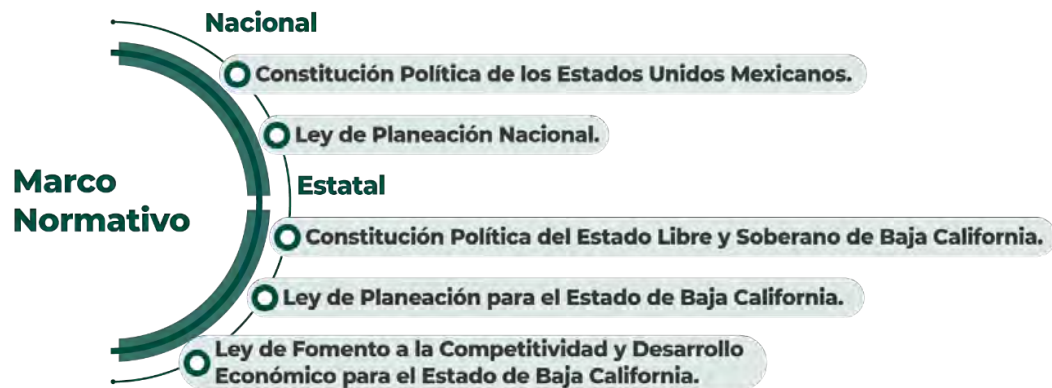 Nacional
Constitución Política de los Estados Unidos Mexicanos.
Ley de Planeación Nacional.
Marco
Normativo
Estatal
Constitución Política del Estado Libre y Soberano de Baja California.
Ley de Planeación para el Estado de Baja California.
Ley de Fomento a la Competitividad y Desarrollo
Económico para el Estado de Baja California.